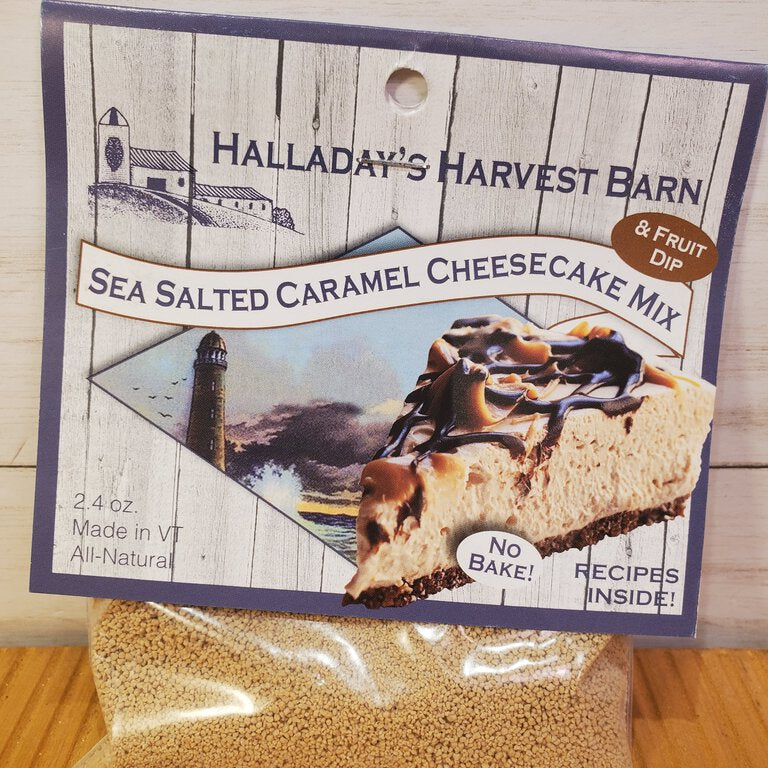 HALLADAY'S HARVEST BARN
& FRUIT
DIP
SEA SALTED CARAMEL CHEESECAKE MIX
2.4 oz.
Made in VT
All-Natural
NO
BAKE!
RECIPES
INSIDE!